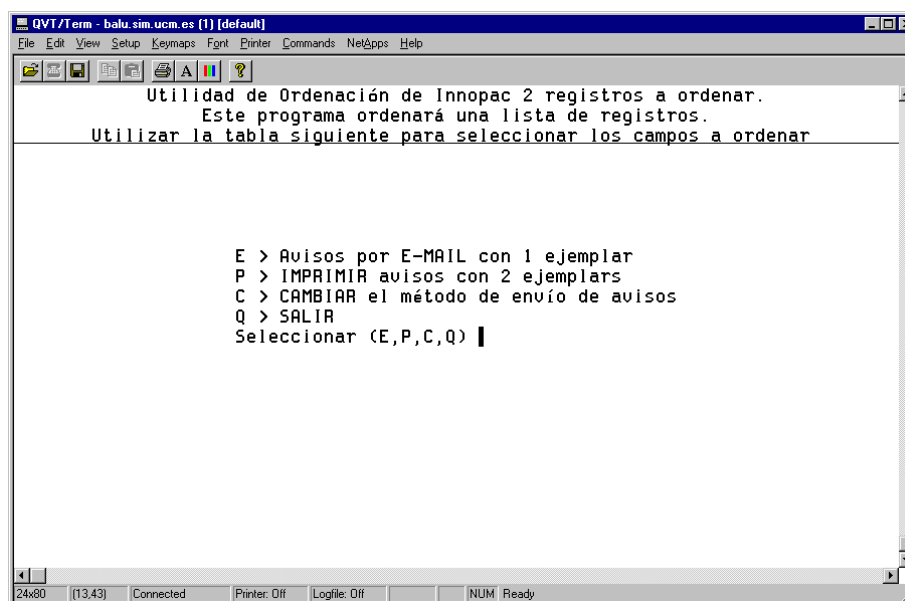 QVT/Term - balu.sim.ucm.es (1) [default]
File Edit View Setup Keymaps Font Printer Commands NetApps Help
A
?
Utilidad de Ordenación de Innopac 2 registros a ordenar.
Este programa ordenará una lista de registros.
Utilizar la tabla siguiente para seleccionar los campos a ordenar
E > Avisos por E-MAIL con 1 ejemplar
P > IMPRIMIR avisos con 2 ejemplars
C > CAMBIAR el método de envío de avisos
Q > SALIR
Seleccionar (E,P,C,Q)
24x80 (13,43) Connected Printer: Off Logfile: Off NUM Ready